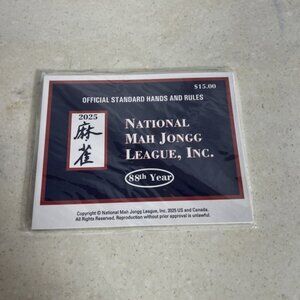 $15.00
OFFICIAL STANDARD HANDS AND RULES
2025
麻
雀
NATIONAL
MAH JONGG
LEAGUE, INC.
88th Year
Copyright © National Mah Jongg League, Inc. 2025 US and Canada.
All Rights Reserved. Reproduction without prior approval is unlawful.